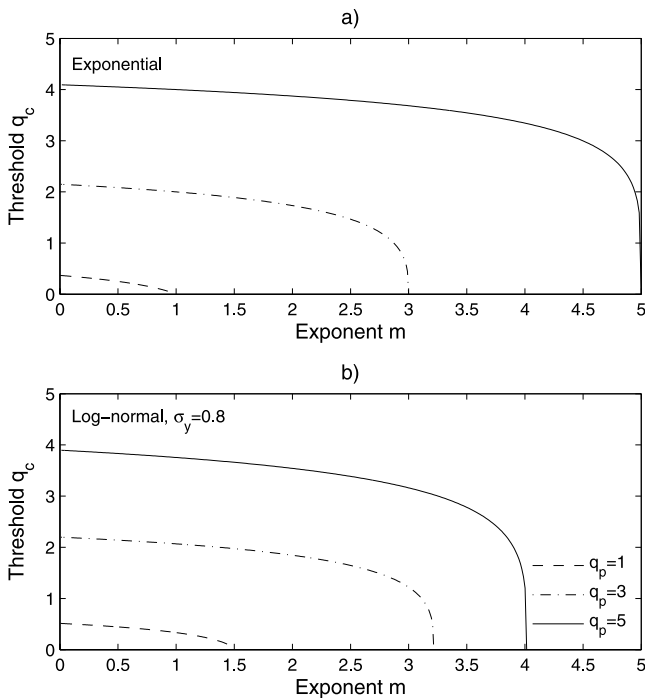 a)
Exponential
Threshold q_c
5
4
3
2
1
0
0 0.5 1 1.5 2 2.5 3 3.5 4 4.5 5
Exponent m
b)
Log-normal, σ_y=0.8
Threshold q_c
5
4
3
2
1
0
q_p=1
q_p=3
q_p=5
0 0.5 1 1.5 2 2.5 3 3.5 4 4.5 5
Exponent m